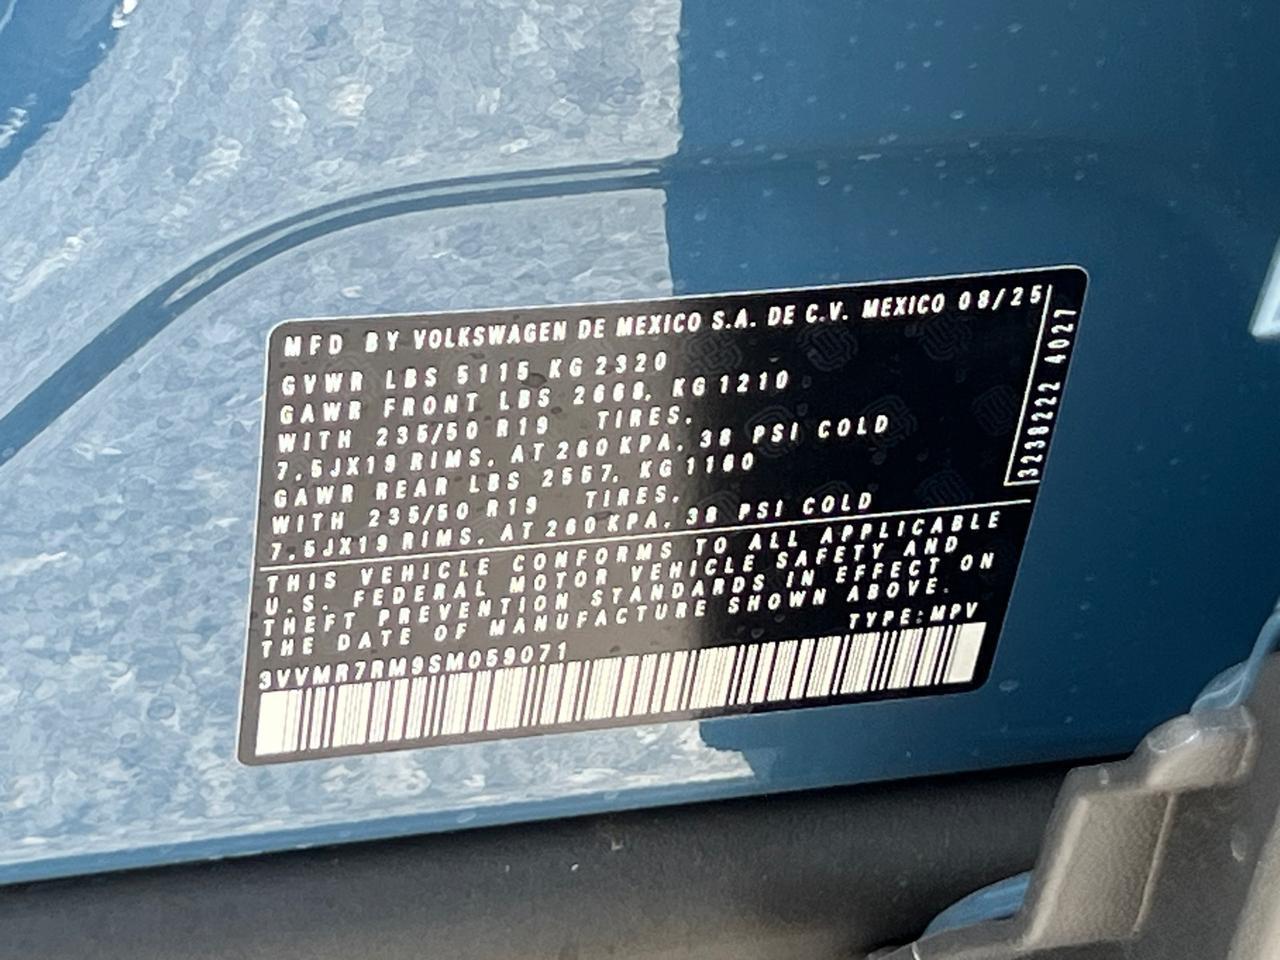 MFD BY VOLKSWAGEN DE MEXICO S.A. DE C.V. MEXICO 08/25
GVWR LBS 5115 KG 2320
GAWR FRONT LBS 2668, KG 1210
WITH 235/50 R19 TIRES,
7.5JX19 RIMS, AT 260 KPA, 38 PSI COLD
GAWR REAR LBS 2557, KG 1160
WITH 235/50 R19 TIRES,
7.5JX19 RIMS, AT 260 KPA, 38 PSI COLD
3238222 4027
THIS VEHICLE CONFORMS TO ALL APPLICABLE
U.S. FEDERAL MOTOR VEHICLE SAFETY AND
THEFT PREVENTION STANDARDS IN EFFECT ON
THE DATE OF MANUFACTURE SHOWN ABOVE.
TYPE: MPV
3VVMR7RM9SM059071